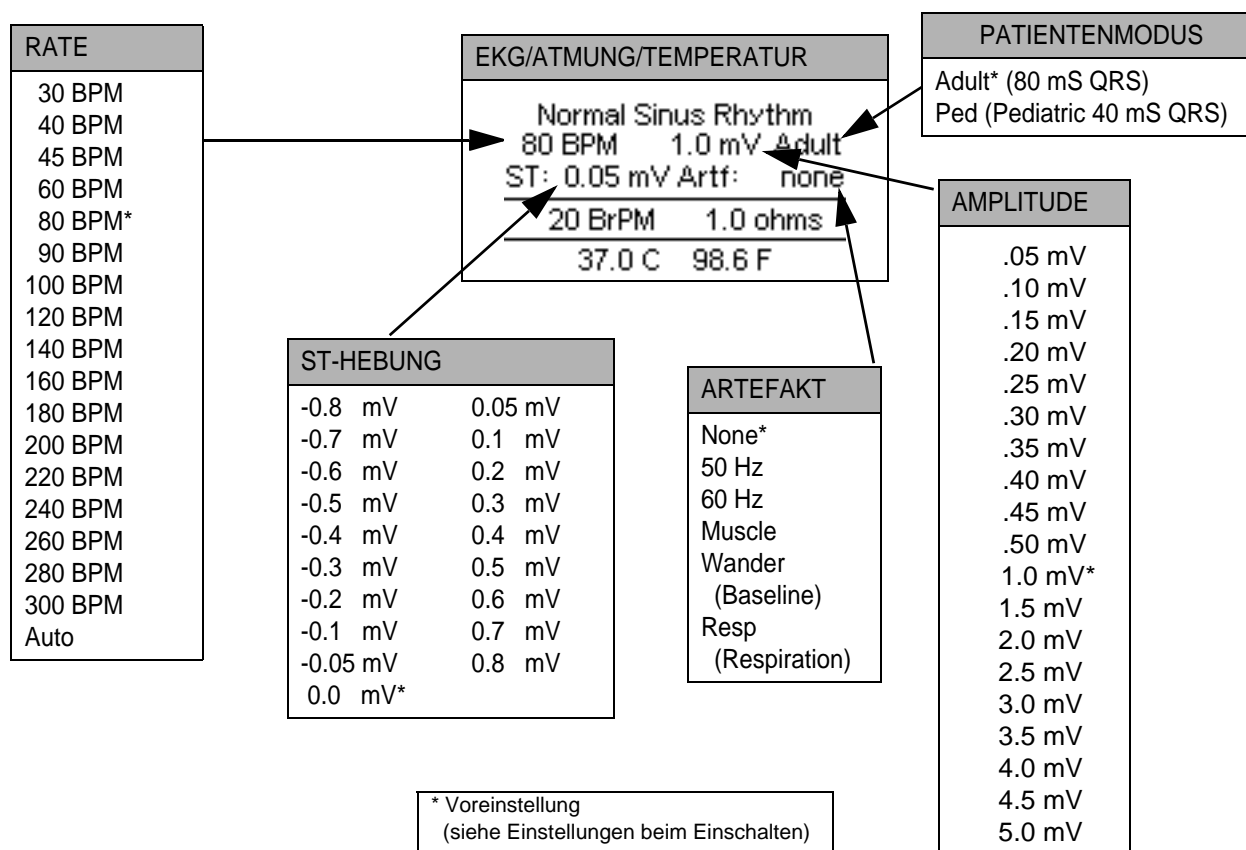 RATE
30 BPM
40 BPM
45 BPM
60 BPM
80 BPM*
90 BPM
100 BPM
120 BPM
140 BPM
160 BPM
180 BPM
200 BPM
220 BPM
240 BPM
260 BPM
280 BPM
300 BPM
Auto
EKG/ATMUNG/TEMPERATUR
Normal Sinus Rhythm
80 BPM 1.0 mV Adult
ST: 0.05 mV Artf: none
20 BrPM 1.0 ohms
37.0 C 98.6 F
PATIENTENMODUS
Adult* (80 mS QRS)
Ped (Pediatric 40 mS QRS)
ST-HEBUNG
-0.8 mV 0.05 mV
-0.7 mV 0.1 mV
-0.6 mV 0.2 mV
-0.5 mV 0.3 mV
-0.4 mV 0.4 mV
-0.3 mV 0.5 mV
-0.2 mV 0.6 mV
-0.1 mV 0.7 mV
-0.05 mV 0.8 mV
0.0 mV*
ARTEFAKT
None*
50 Hz
60 Hz
Muscle
Wander
(Baseline)
Resp
(Respiration)
AMPLITUDE
.05 mV
.10 mV
.15 mV
.20 mV
.25 mV
.30 mV
.35 mV
.40 mV
.45 mV
.50 mV
1.0 mV*
1.5 mV
2.0 mV
2.5 mV
3.0 mV
3.5 mV
4.0 mV
4.5 mV
5.0 mV
* Voreinstellung
(siehe Einstellungen beim Einschalten)